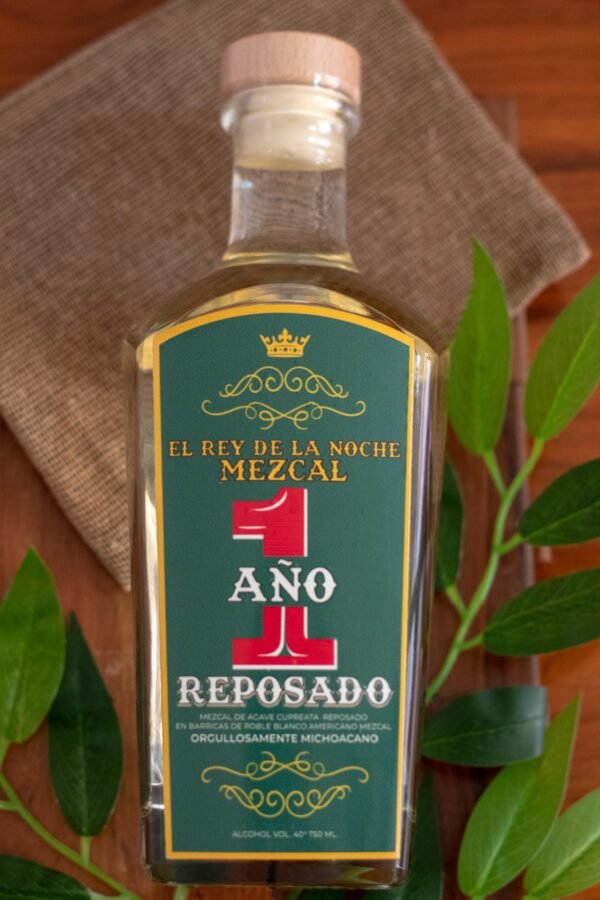 EL REY DE LA NOCHE
MEZCAL
1
AÑO
REPOSADO
MEZCAL DE AGAVE CUPREATA REPOSADO
EN BARRICAS DE ROBLE BLANCO AMERICANO MEZCAL
ORGULLOSAMENTE MICHOACANO
ALCOHOL VOL. 40° 750 ML.